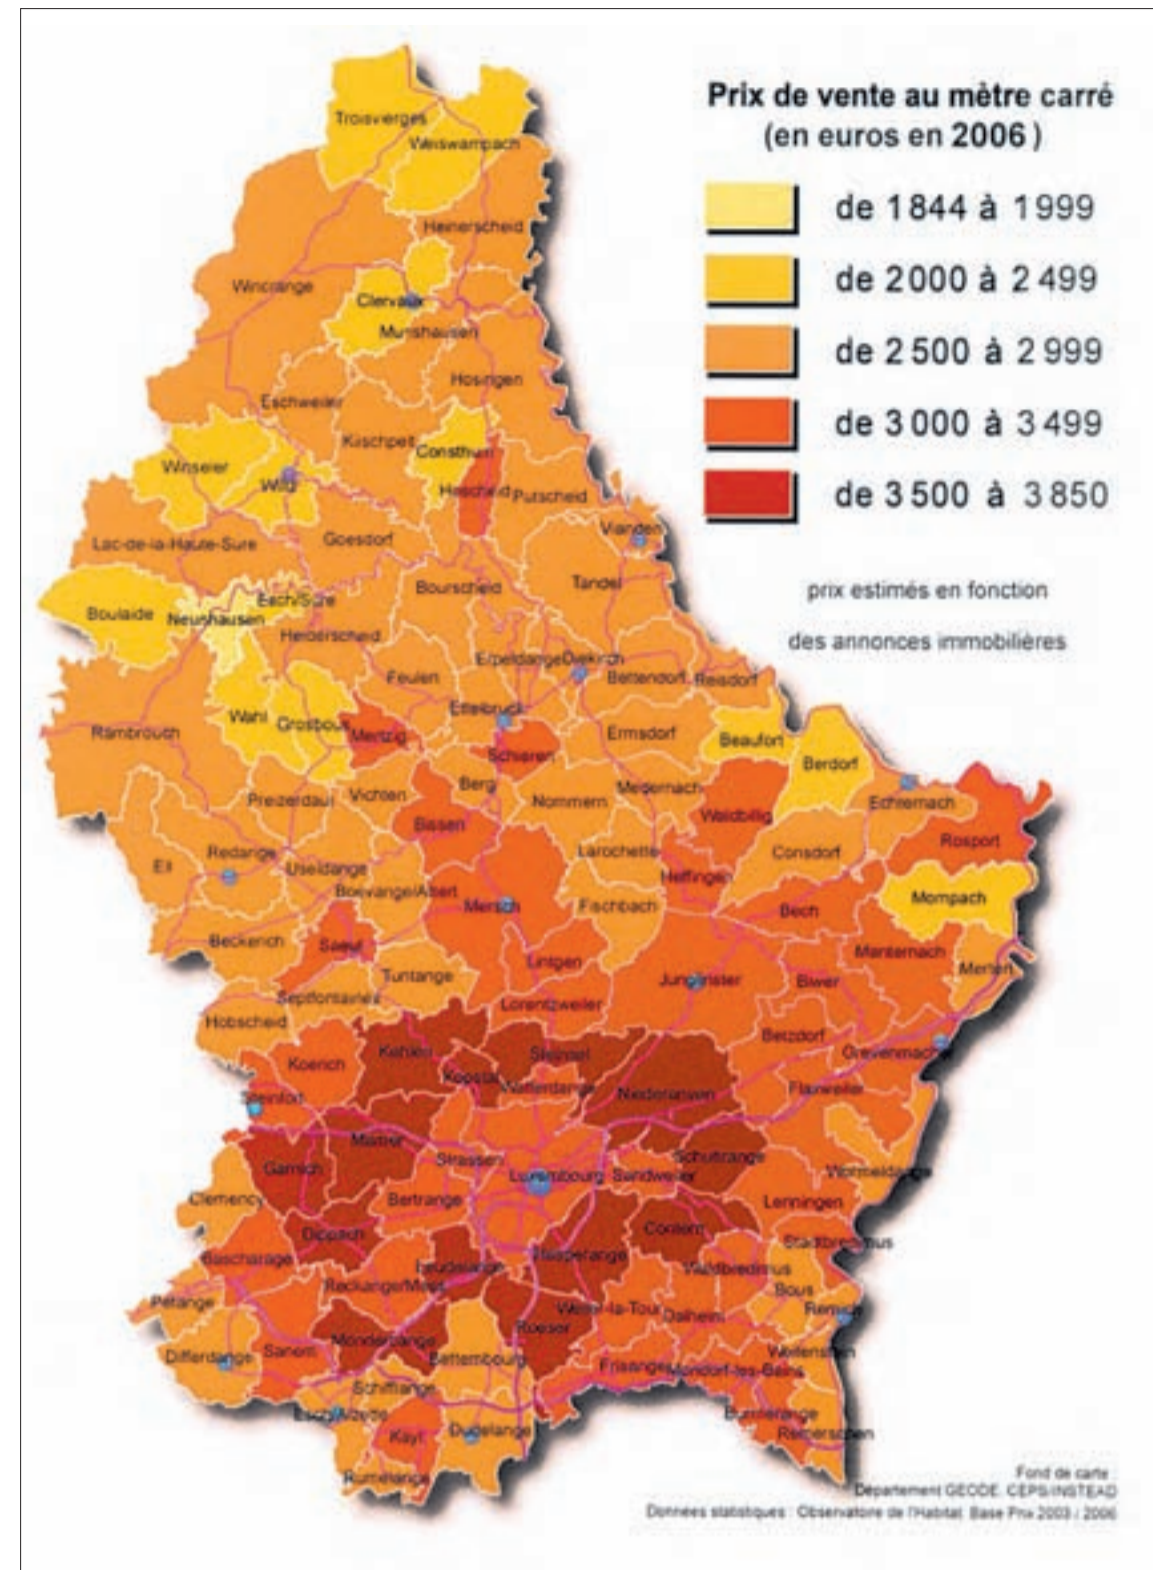 Prix de vente au mètre carré
(en euros en 2006)
de 1844 à 1999
de 2000 à 2499
de 2500 à 2999
de 3000 à 3499
de 3500 à 3850
prix estimés en fonction
des annonces immobilières
Troisvierges
Weiswampach
Heinerscheid
Wincrange
Clervaux
Munshausen
Hosingen
Eschweiler
Kiischpelt
Consthum
Winseler
Wiltz
Hoscheid
Putscheid
Vianden
Lac-de-la-Haute-Sure
Goesdorf
Bourscheid
Tandel
Boulaide
Neunhausen
Esch/Sûre
Heiderscheid
Erpeldange
Diekirch
Feulen
Bettendorf
Reisdorf
Wahl
Grosbous
Ettelbruck
Ermsdorf
Rambrouch
Mertzig
Schieren
Beaufort
Berdorf
Preizerdaul
Vichten
Berg
Nommern
Medernach
Echternach
Bissen
Waldbillig
Rosport
Ell
Redange
Useldange
Larochette
Consdorf
Boevange/Attert
Heffingen
Mersch
Fischbach
Bech
Mompach
Beckerich
Saeul
Lintgen
Manternach
Mertert
Tuntange
Junglinster
Biwer
Septfontaines
Lorentzweiler
Hobscheid
Betzdorf
Grevenmacher
Koerich
Kehlen
Steinsel
Kopstal
Walferdange
Niederanven
Flaxweiler
Steinfort
Mamer
Strassen
Schuttrange
Garnich
Luxembourg
Sandweiler
Wormeldange
Clemency
Bertrange
Lenningen
Dippach
Contern
Stadtbredimus
Bascharage
Leudelange
Hesperange
Waldbredimus
Reckange/Mess
Bous
Pétange
Weiler-la-Tour
Dalheim
Remich
Sanem
Mondercange
Roeser
Differdange
Bettembourg
Frisange
Mondorf-les-Bains
Wellenstein
Schifflange
Esch/Alzette
Kayl
Dudelange
Burmerange
Remerschen
Rumelange
Fond de carte :
Département GEODE, CEPS/INSTEAD
Données statistiques : Observatoire de l'Habitat, Base Prix 2003 / 2006